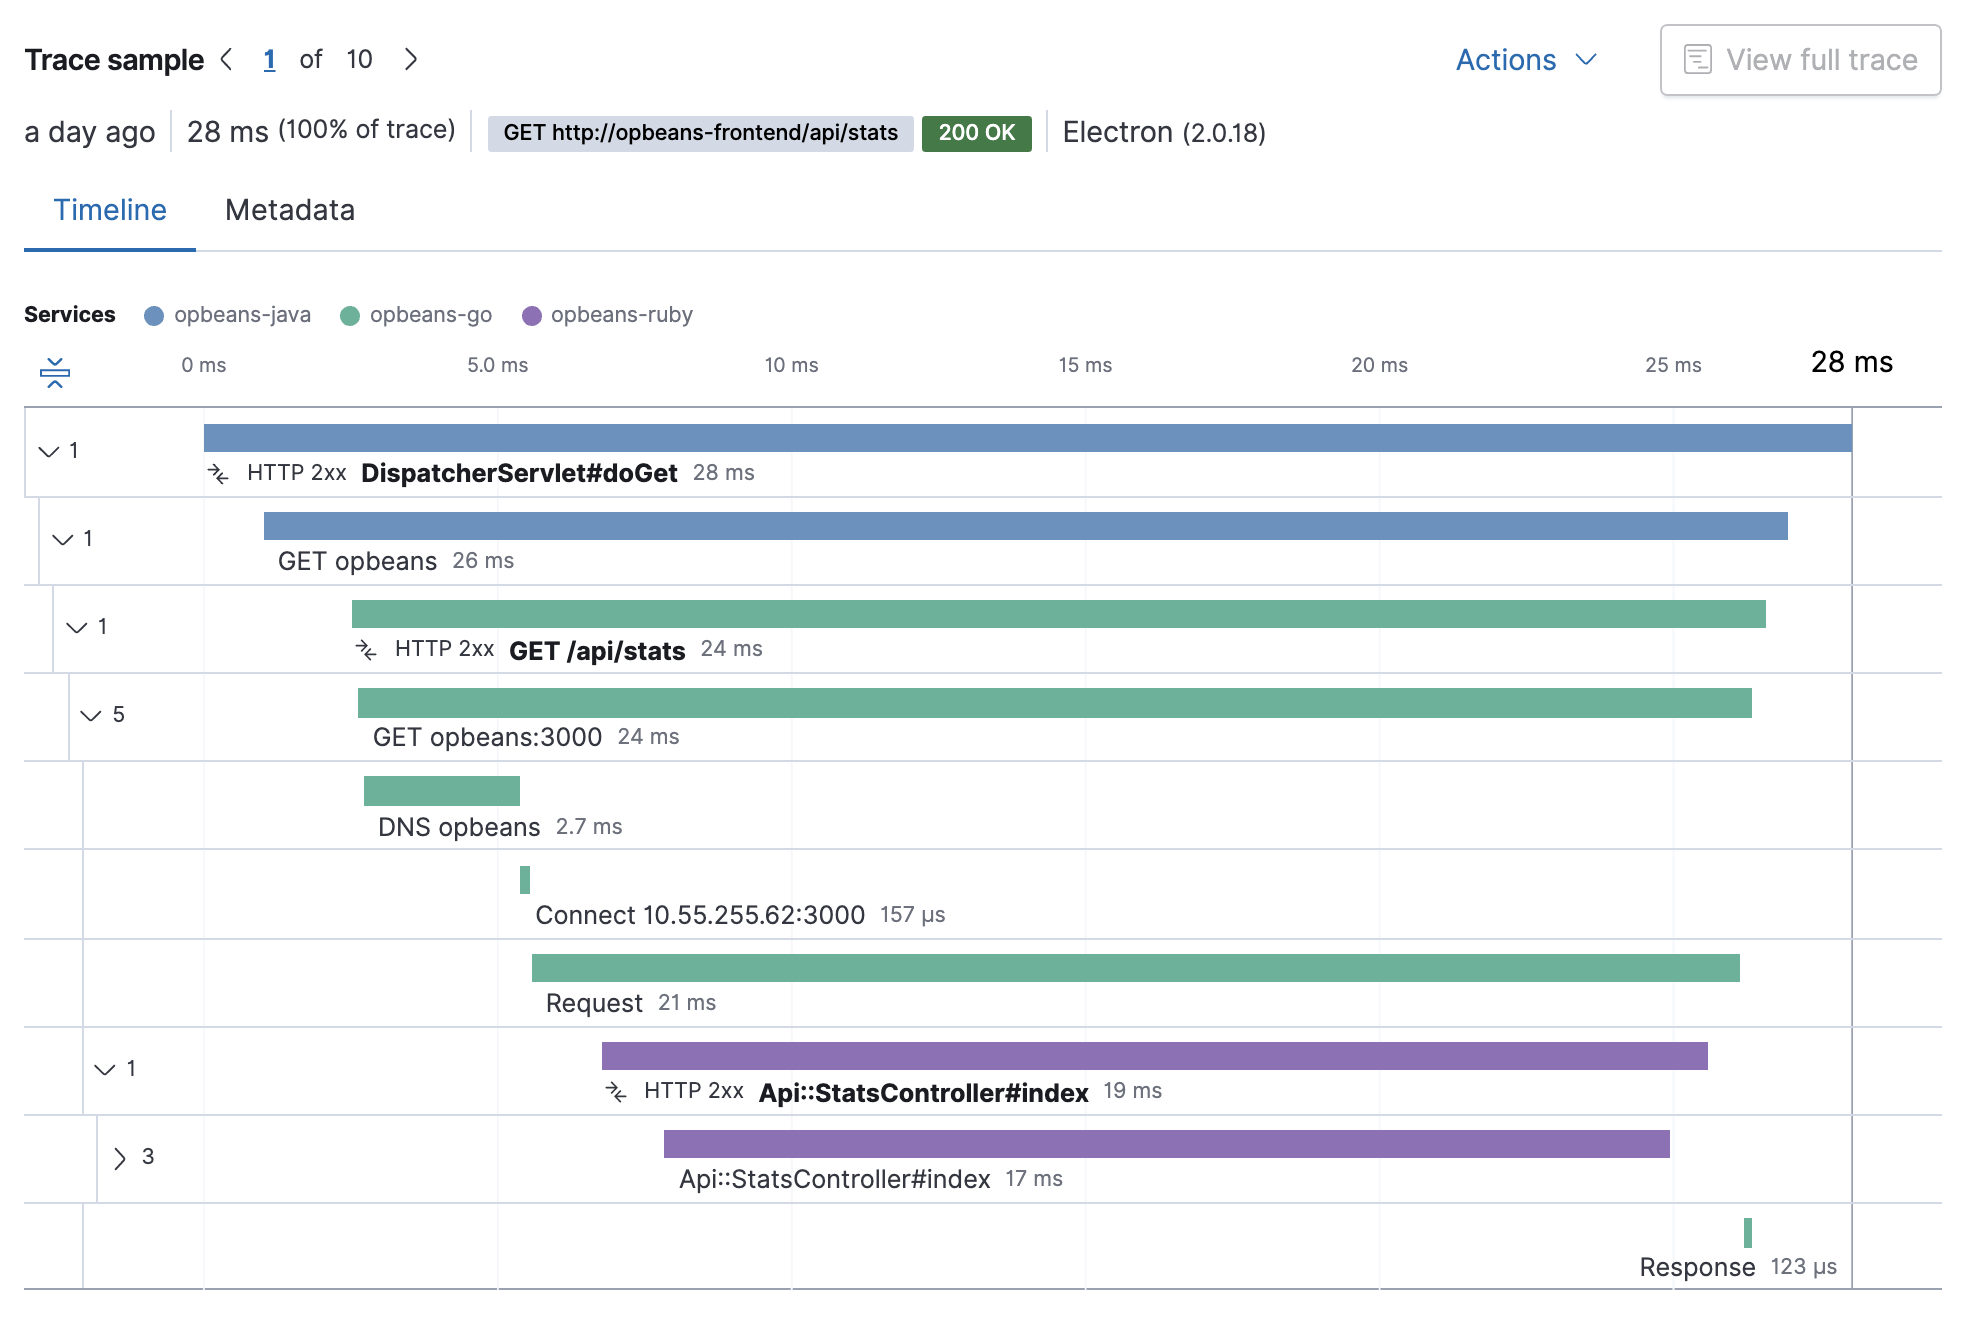 Trace sample 1 of 10 Actions View full trace
a day ago 28 ms (100% of trace) GET http://opbeans-frontend/api/stats 200 OK Electron (2.0.18)
Timeline Metadata
Services opbeans-java opbeans-go opbeans-ruby
0 ms 5.0 ms 10 ms 15 ms 20 ms 25 ms 28 ms
1
HTTP 2xx DispatcherServlet#doGet 28 ms
1
GET opbeans 26 ms
1
HTTP 2xx GET /api/stats 24 ms
5
GET opbeans:3000 24 ms
DNS opbeans 2.7 ms
Connect 10.55.255.62:3000 157 μs
Request 21 ms
1
HTTP 2xx Api::StatsController#index 19 ms
3
Api::StatsController#index 17 ms
Response 123 μs